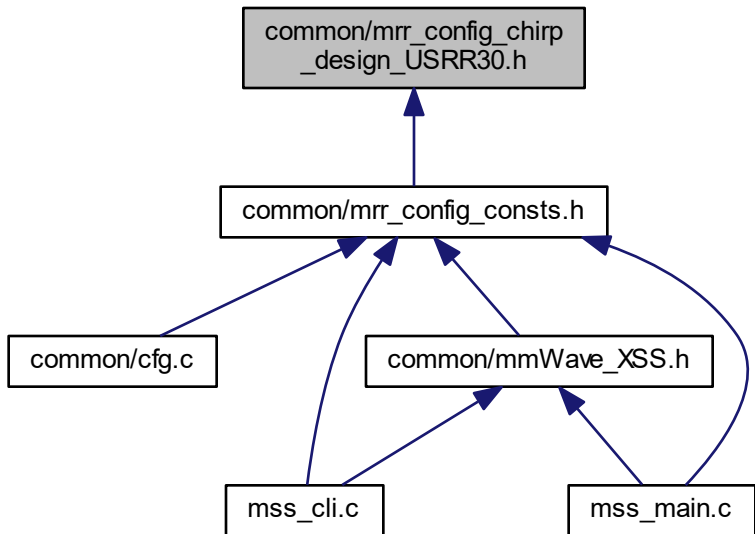 common/mrr_config_chirp
_design_USRR30.h
common/mrr_config_consts.h
common/cfg.c
common/mmWave_XSS.h
mss_cli.c
mss_main.c